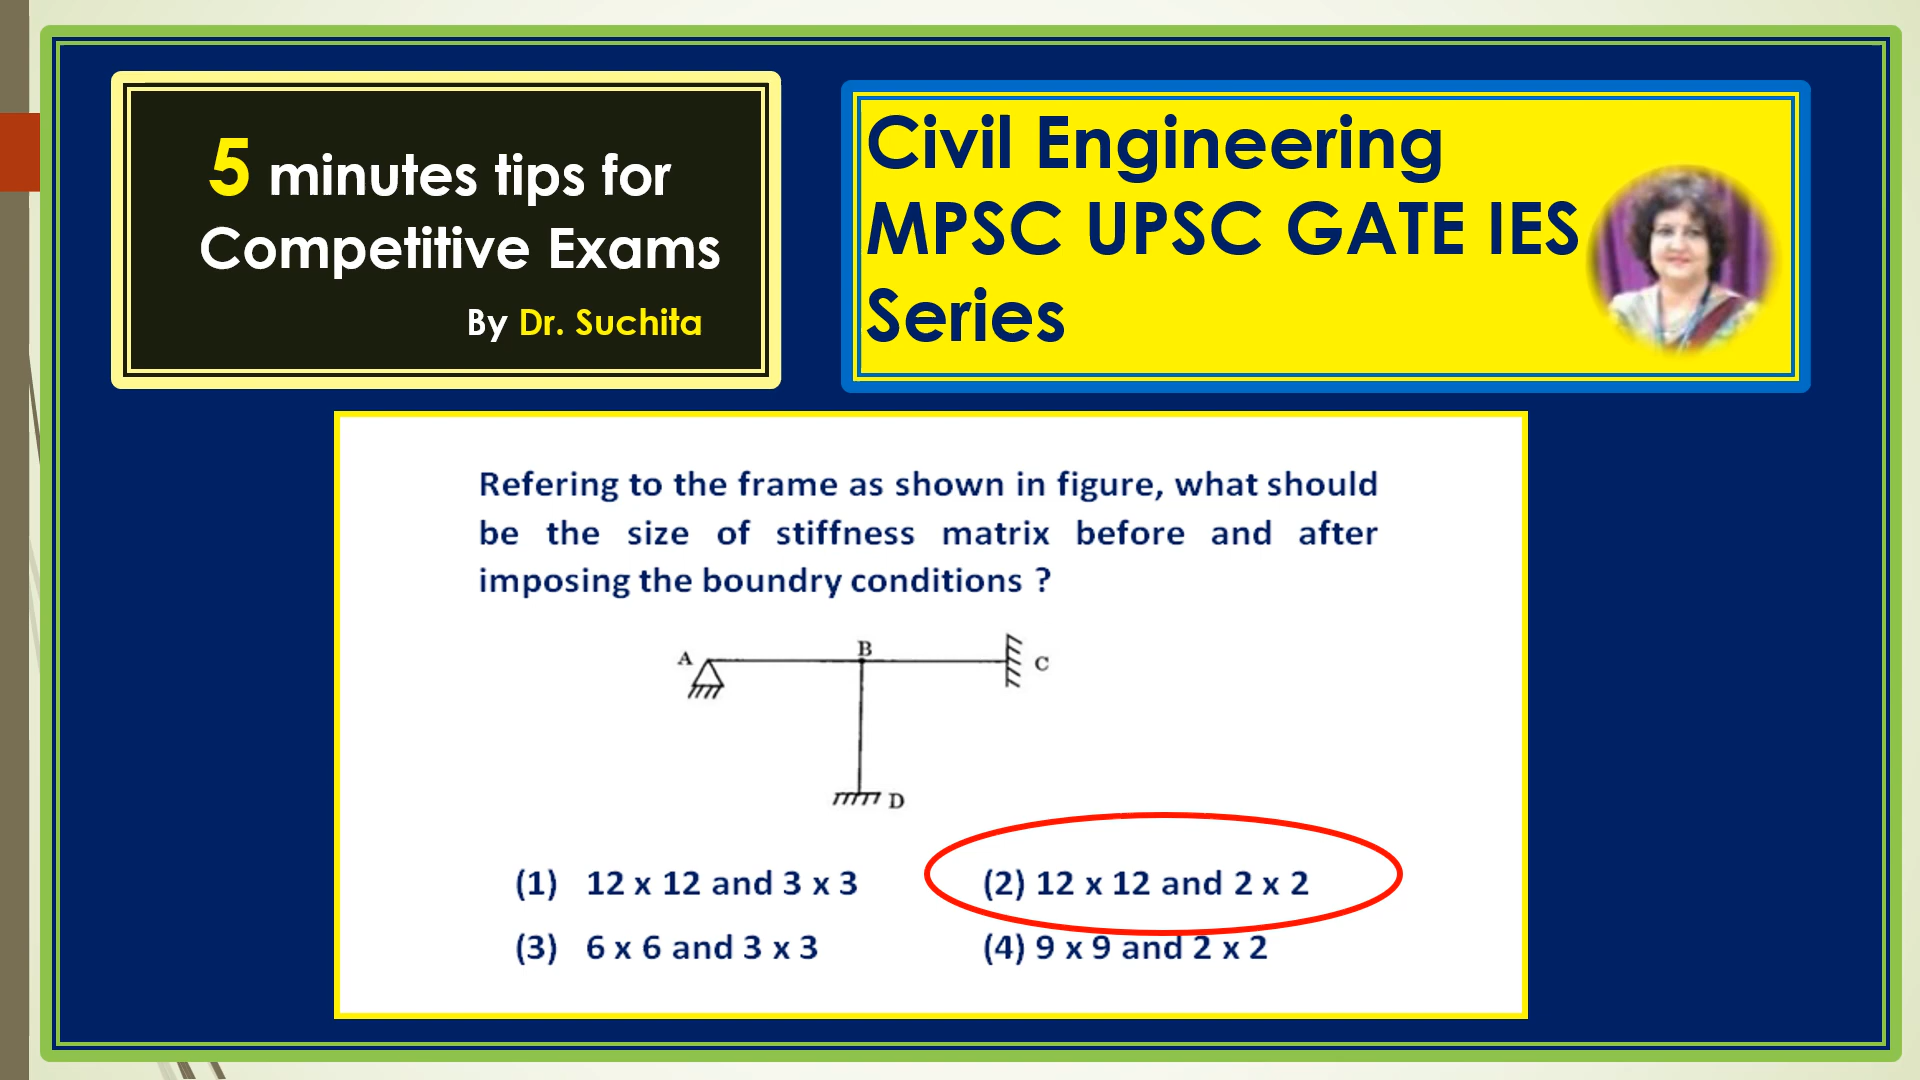 5 minutes tips for
Competitive Exams
By Dr. Suchita
Civil Engineering
MPSC UPSC GATE IES
Series
Refering to the frame as shown in figure, what should
be the size of stiffness matrix before and after
imposing the boundry conditions ?
A
B
C
D
(1) 12 x 12 and 3 x 3
(2) 12 x 12 and 2 x 2
(3) 6 x 6 and 3 x 3
(4) 9 x 9 and 2 x 2